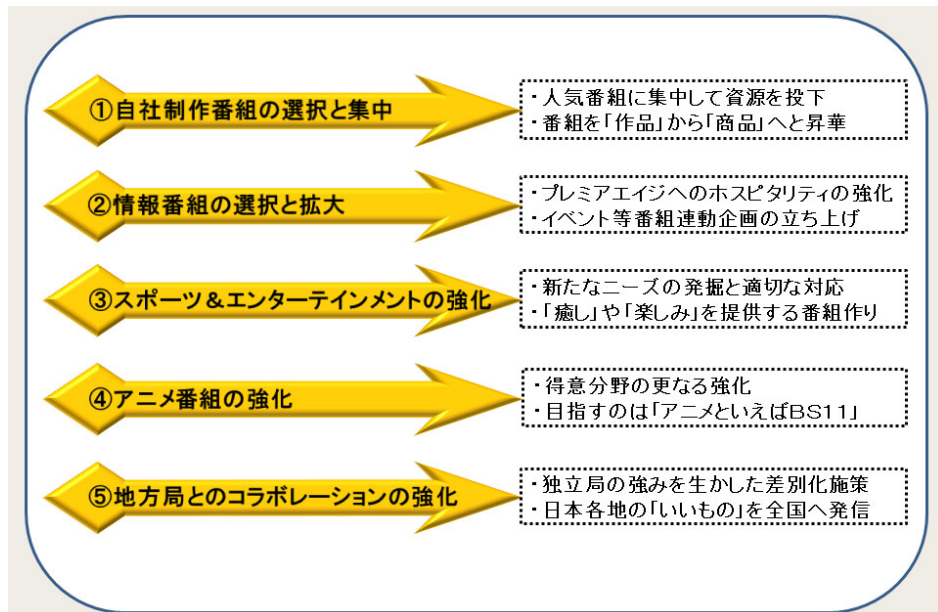 ①自社制作番組の選択と集中
・人気番組に集中して資源を投下
・番組を「作品」から「商品」へと昇華
②情報番組の選択と拡大
・プレミアエイジへのホスピタリティの強化
・イベント等番組連動企画の立ち上げ
③スポーツ&エンターテインメントの強化
・新たなニーズの発掘と適切な対応
・「癒し」や「楽しみ」を提供する番組作り
④アニメ番組の強化
・得意分野の更なる強化
・目指すのは「アニメといえばBS11」
⑤地方局とのコラボレーションの強化
・独立局の強みを生かした差別化施策
・日本各地の「いいもの」を全国へ発信